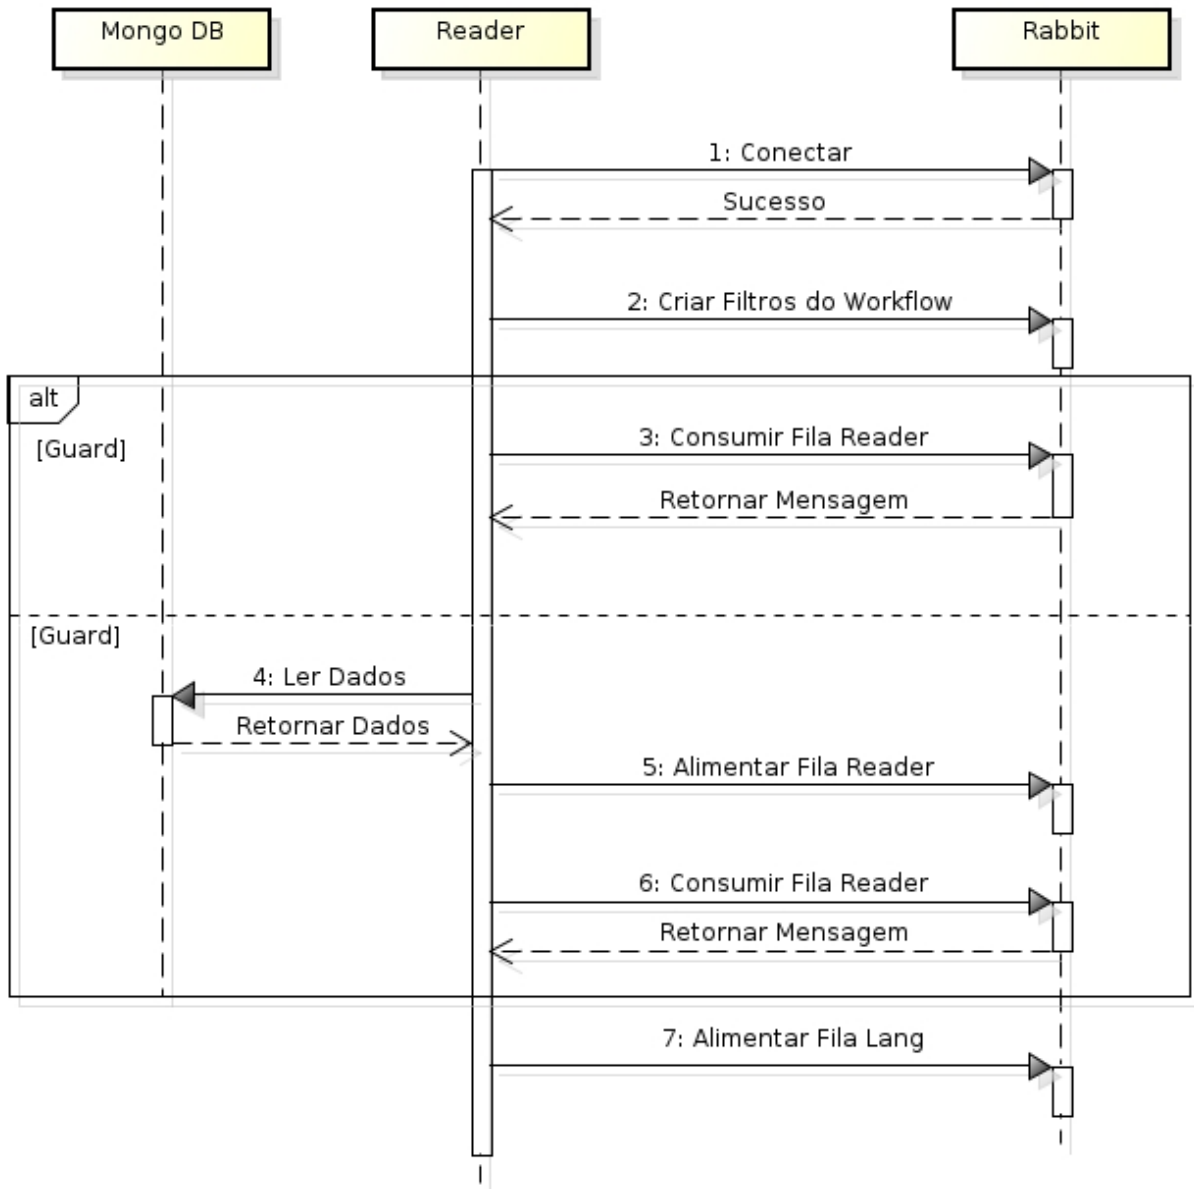 Mongo DB
Reader
Rabbit
1: Conectar
Sucesso
2: Criar Filtros do Workflow
alt
[Guard]
3: Consumir Fila Reader
Retornar Mensagem
[Guard]
4: Ler Dados
Retornar Dados
5: Alimentar Fila Reader
6: Consumir Fila Reader
Retornar Mensagem
7: Alimentar Fila Lang